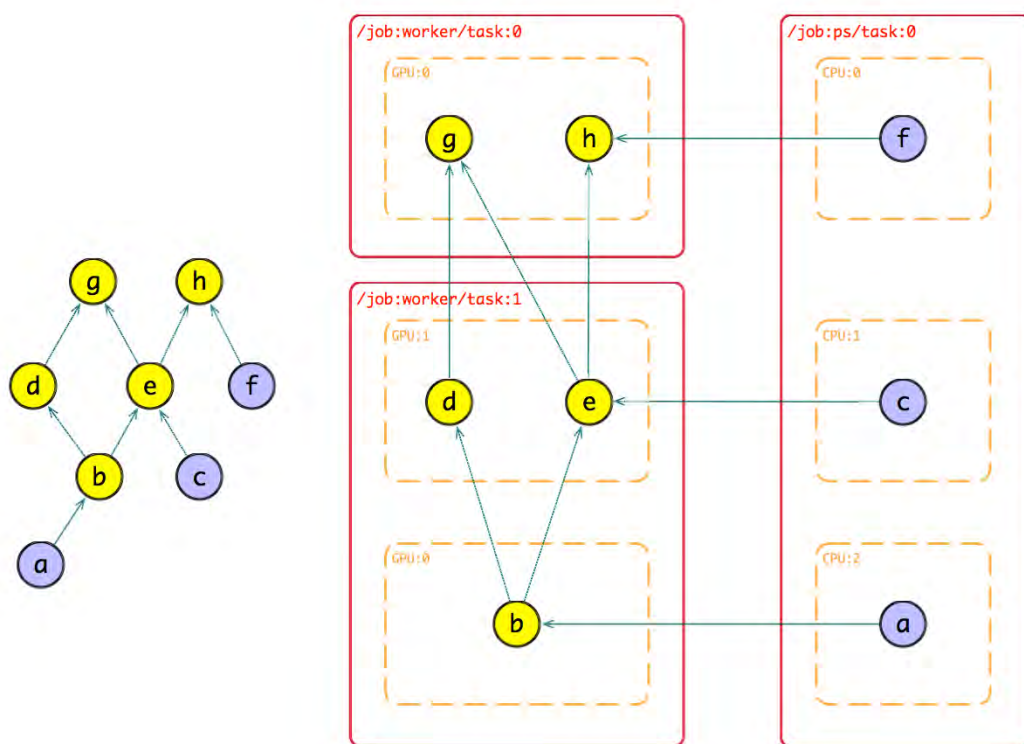 /job:worker/task:0
/job:ps/task:0
GPU:0
CPU:0
g
h
f
g
h
/job:worker/task:1
GPU:1
CPU:1
d
e
f
d
e
c
b
c
GPU:0
CPU:2
a
b
a